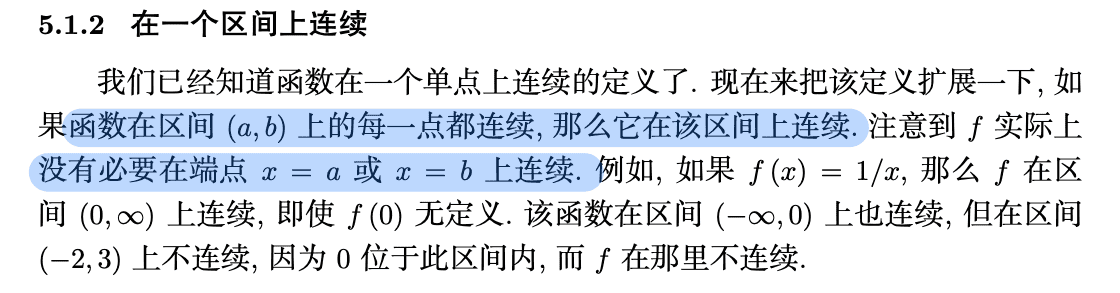 5.1.2 在一个区间上连续
我们已经知道函数在一个单点上连续的定义了. 现在来把该定义扩展一下, 如
果函数在区间 (a, b) 上的每一点都连续, 那么它在该区间上连续. 注意到 f 实际上
没有必要在端点 x = a 或 x = b 上连续. 例如, 如果 f(x) = 1/x, 那么 f 在区
间 (0, ∞) 上连续, 即使 f(0) 无定义. 该函数在区间 (−∞, 0) 上也连续, 但在区间
(−2, 3) 上不连续, 因为 0 位于此区间内, 而 f 在那里不连续.